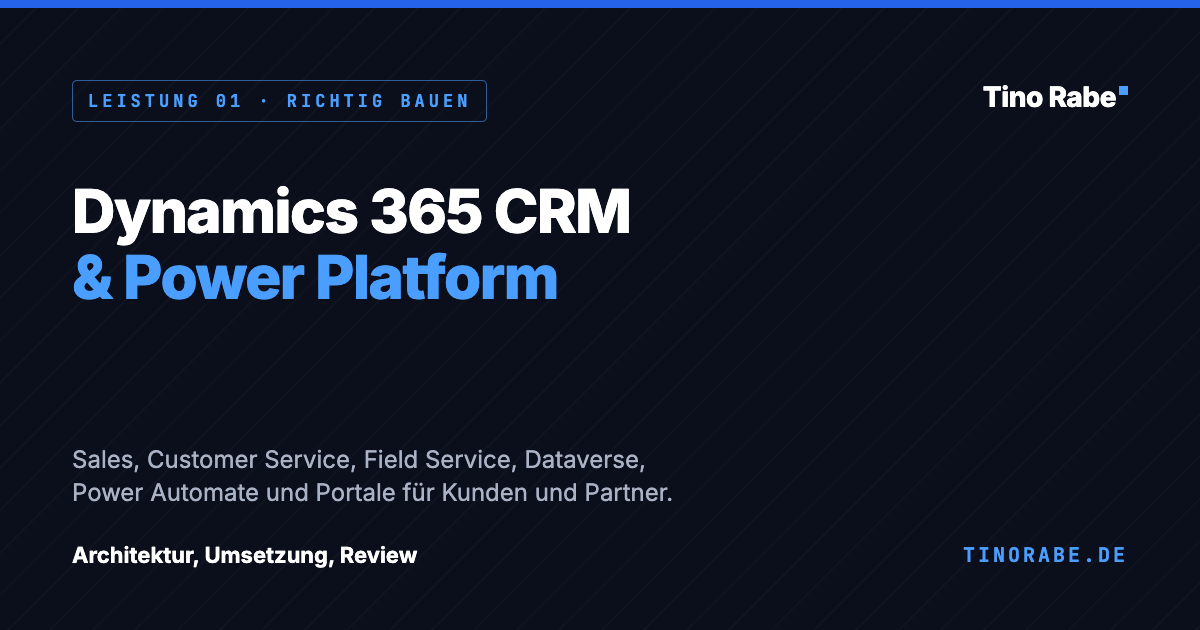 LEISTUNG 01 · RICHTIG BAUEN
Tino Rabe
Dynamics 365 CRM
& Power Platform
Sales, Customer Service, Field Service, Dataverse,
Power Automate und Portale für Kunden und Partner.
Architektur, Umsetzung, Review
TINORABE.DE